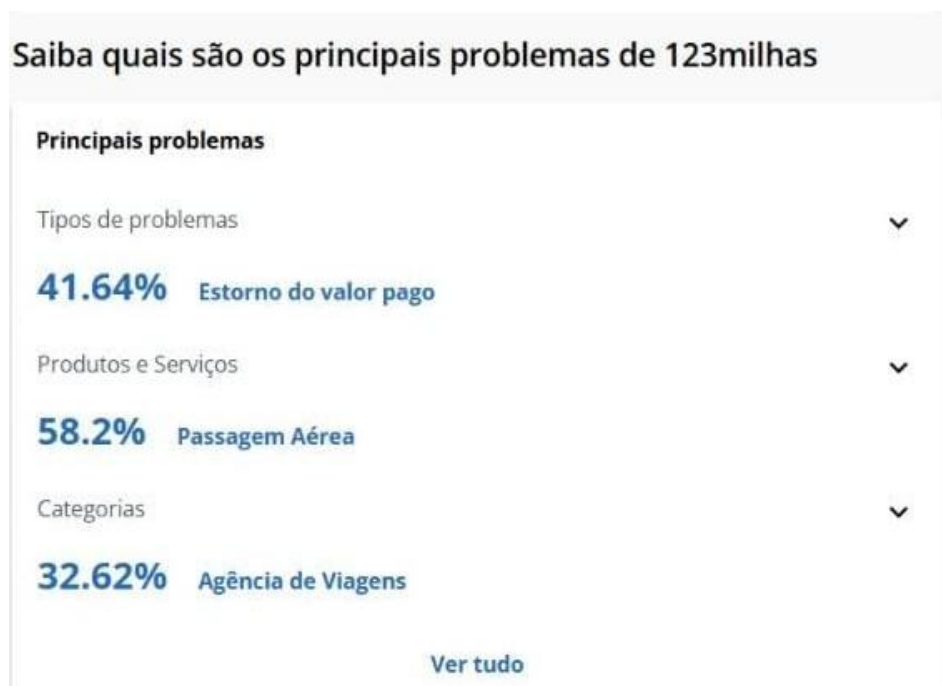 Saiba quais são os principais problemas de 123milhas
Principais problemas
Tipos de problemas
41.64% Estorno do valor pago
Produtos e Serviços
58.2% Passagem Aérea
Categorias
32.62% Agência de Viagens
Ver tudo